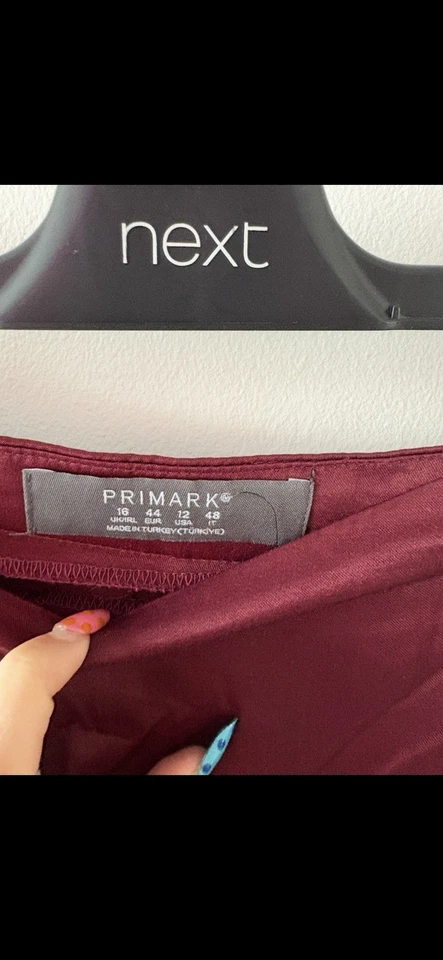 next
PRIMARK
16 44 12 48
UK/IRL EUR USA IT
MADE IN TURKEY (TÜRKİYE)